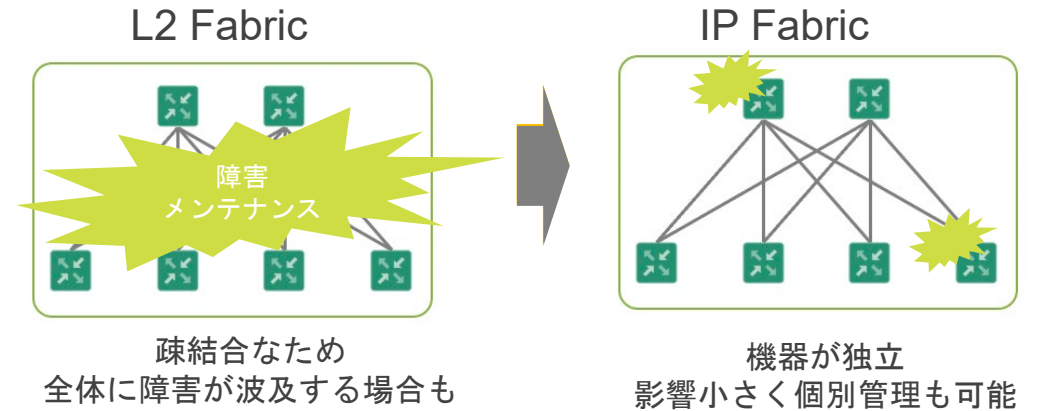 L2 Fabric
IP Fabric
障害
メンテナンス
疎結合なため
全体に障害が波及する場合も
機器が独立
影響小さく個別管理も可能